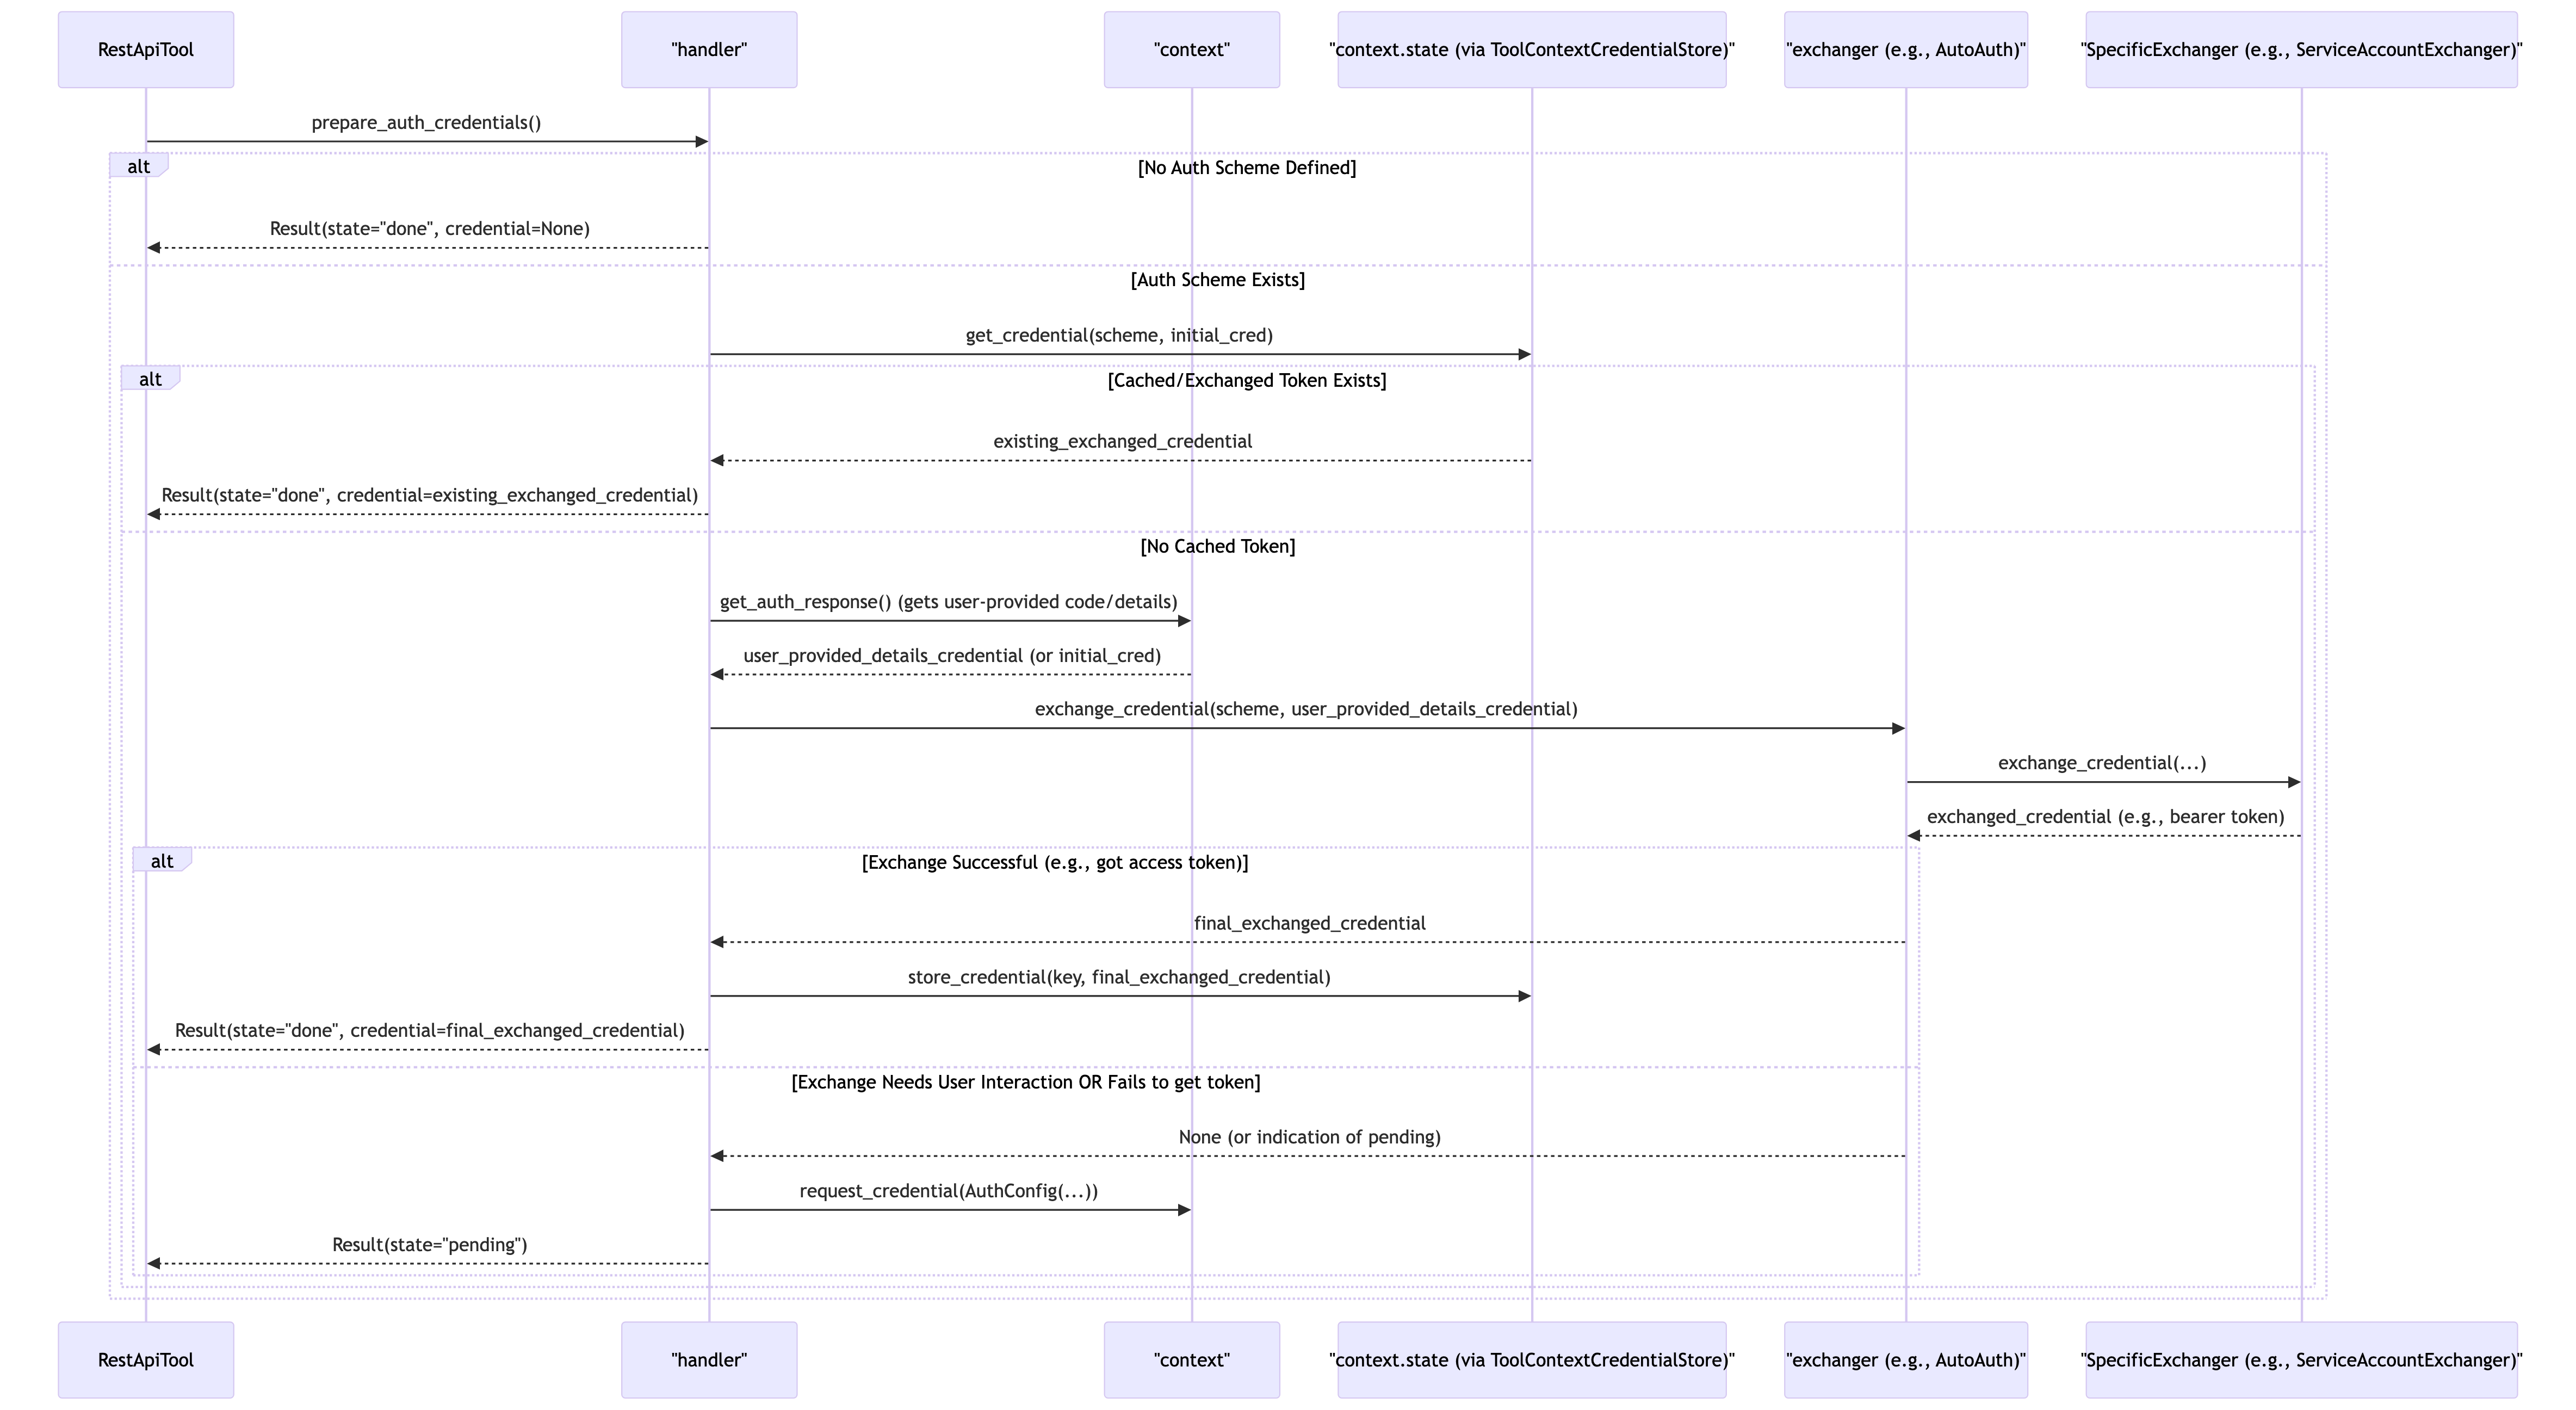 RestApiTool
"handler"
"context"
"context.state (via ToolContextCredentialStore)"
"exchanger (e.g., AutoAuth)"
"SpecificExchanger (e.g., ServiceAccountExchanger)"
prepare_auth_credentials()
alt
[No Auth Scheme Defined]
Result(state="done", credential=None)
[Auth Scheme Exists]
get_credential(scheme, initial_cred)
alt
[Cached/Exchanged Token Exists]
existing_exchanged_credential
Result(state="done", credential=existing_exchanged_credential)
[No Cached Token]
get_auth_response() (gets user-provided code/details)
user_provided_details_credential (or initial_cred)
exchange_credential(scheme, user_provided_details_credential)
exchange_credential(...)
exchanged_credential (e.g., bearer token)
alt
[Exchange Successful (e.g., got access token)]
final_exchanged_credential
store_credential(key, final_exchanged_credential)
Result(state="done", credential=final_exchanged_credential)
[Exchange Needs User Interaction OR Fails to get token]
None (or indication of pending)
request_credential(AuthConfig(...))
Result(state="pending")
RestApiTool
"handler"
"context"
"context.state (via ToolContextCredentialStore)"
"exchanger (e.g., AutoAuth)"
"SpecificExchanger (e.g., ServiceAccountExchanger)"